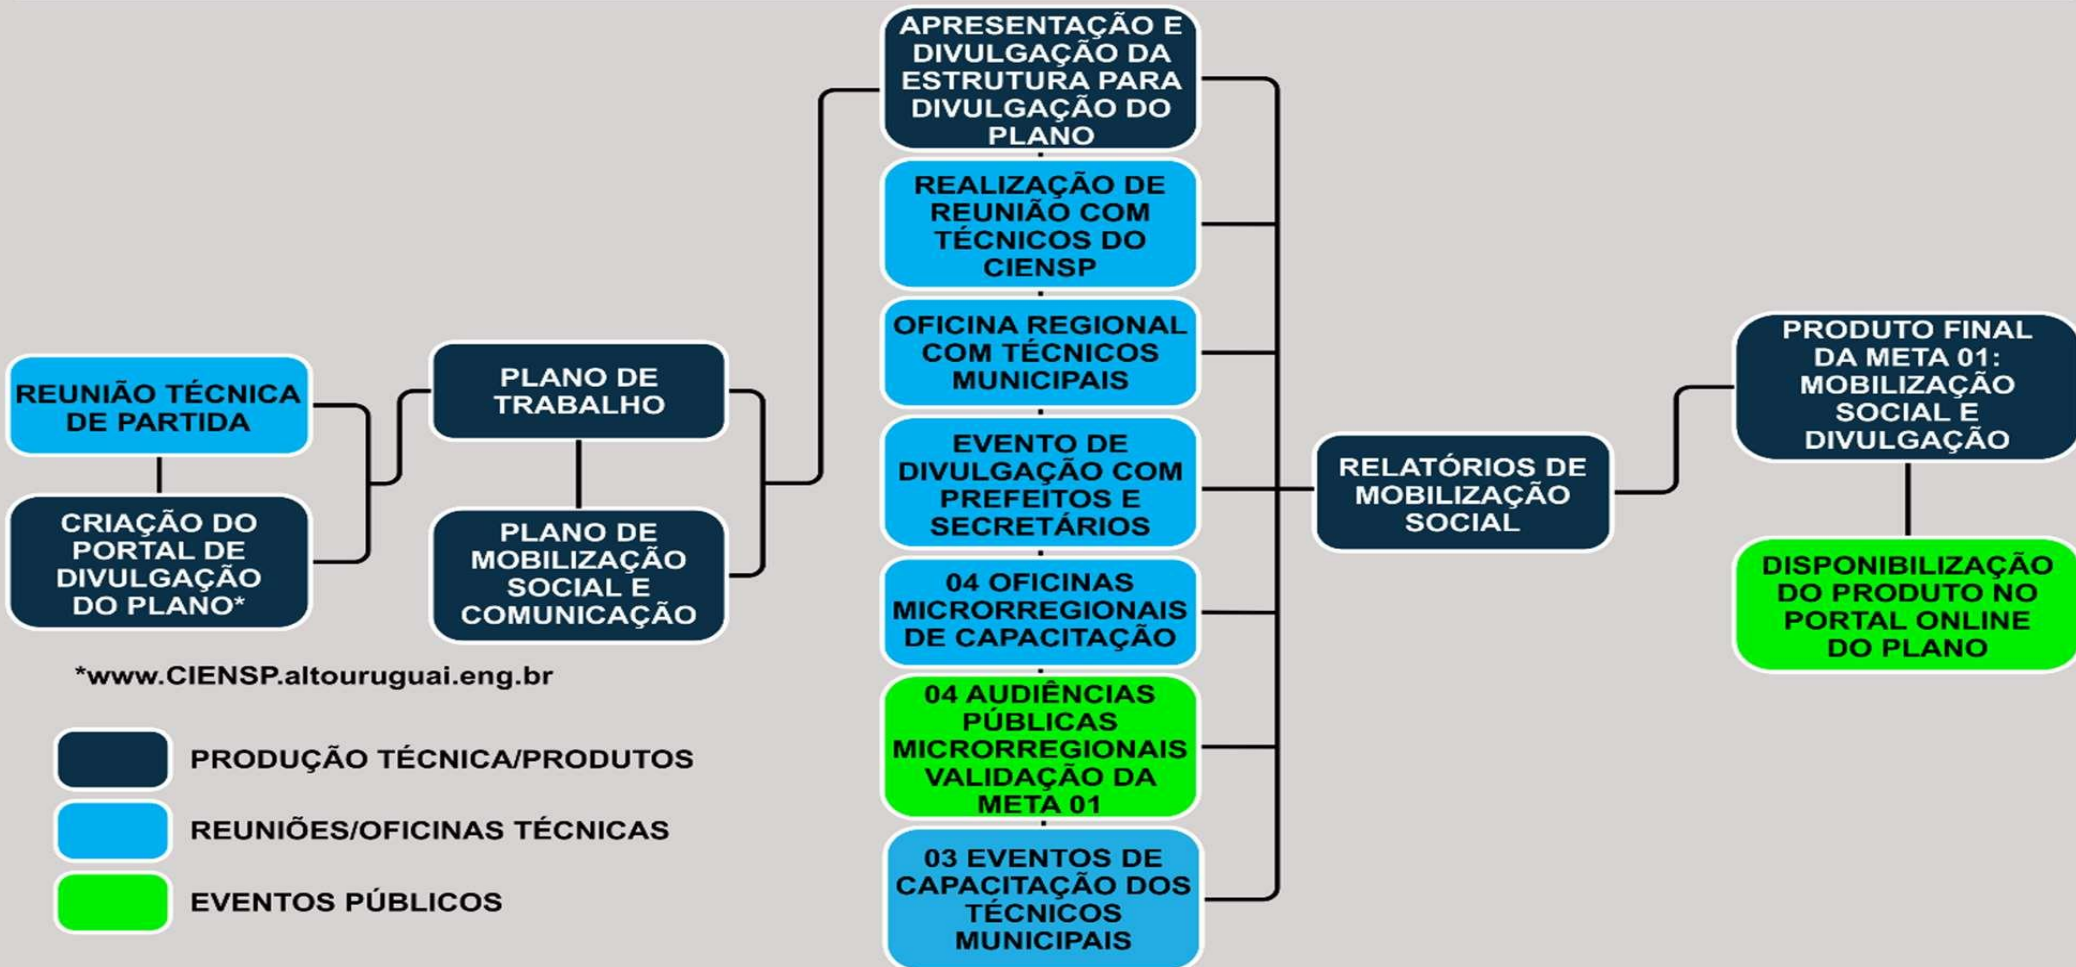 REUNIÃO TÉCNICA
DE PARTIDA
CRIAÇÃO DO
PORTAL DE
DIVULGAÇÃO
DO PLANO*
PLANO DE
TRABALHO
PLANO DE
MOBILIZAÇÃO
SOCIAL E
COMUNICAÇÃO
APRESENTAÇÃO E
DIVULGAÇÃO DA
ESTRUTURA PARA
DIVULGAÇÃO DO
PLANO
REALIZAÇÃO DE
REUNIÃO COM
TÉCNICOS DO
CIENSP
OFICINA REGIONAL
COM TÉCNICOS
MUNICIPAIS
EVENTO DE
DIVULGAÇÃO COM
PREFEITOS E
SECRETÁRIOS
04 OFICINAS
MICRORREGIONAIS
DE CAPACITAÇÃO
04 AUDIÊNCIAS
PÚBLICAS
MICRORREGIONAIS
VALIDAÇÃO DA
META 01
03 EVENTOS DE
CAPACITAÇÃO DOS
TÉCNICOS
MUNICIPAIS
RELATÓRIOS DE
MOBILIZAÇÃO
SOCIAL
PRODUTO FINAL
DA META 01:
MOBILIZAÇÃO
SOCIAL E
DIVULGAÇÃO
DISPONIBILIZAÇÃO
DO PRODUTO NO
PORTAL ONLINE
DO PLANO
*www.CIENSP.altouruguai.eng.br
PRODUÇÃO TÉCNICA/PRODUTOS
REUNIÕES/OFICINAS TÉCNICAS
EVENTOS PÚBLICOS